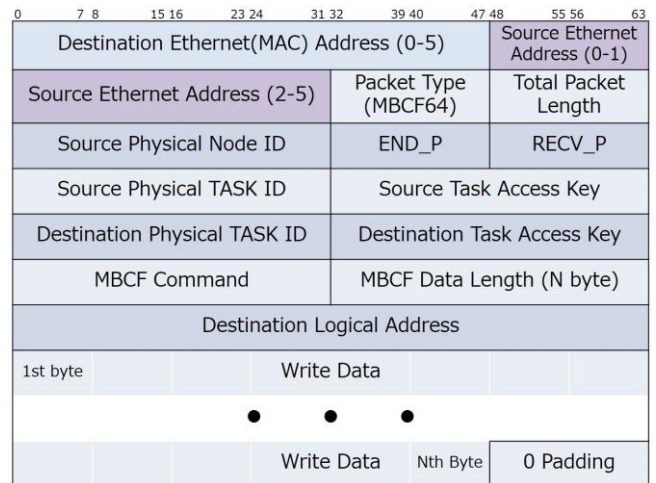 0 7 8 15 16 23 24 31 32 39 40 47 48 55 56 63
Destination Ethernet(MAC) Address (0-5)
Source Ethernet
Address (0-1)
Source Ethernet Address (2-5)
Packet Type
(MBCF64)
Total Packet
Length
Source Physical Node ID
END_P
RECV_P
Source Physical TASK ID
Source Task Access Key
Destination Physical TASK ID
Destination Task Access Key
MBCF Command
MBCF Data Length (N byte)
Destination Logical Address
1st byte
Write Data
Write Data
Nth Byte
0 Padding